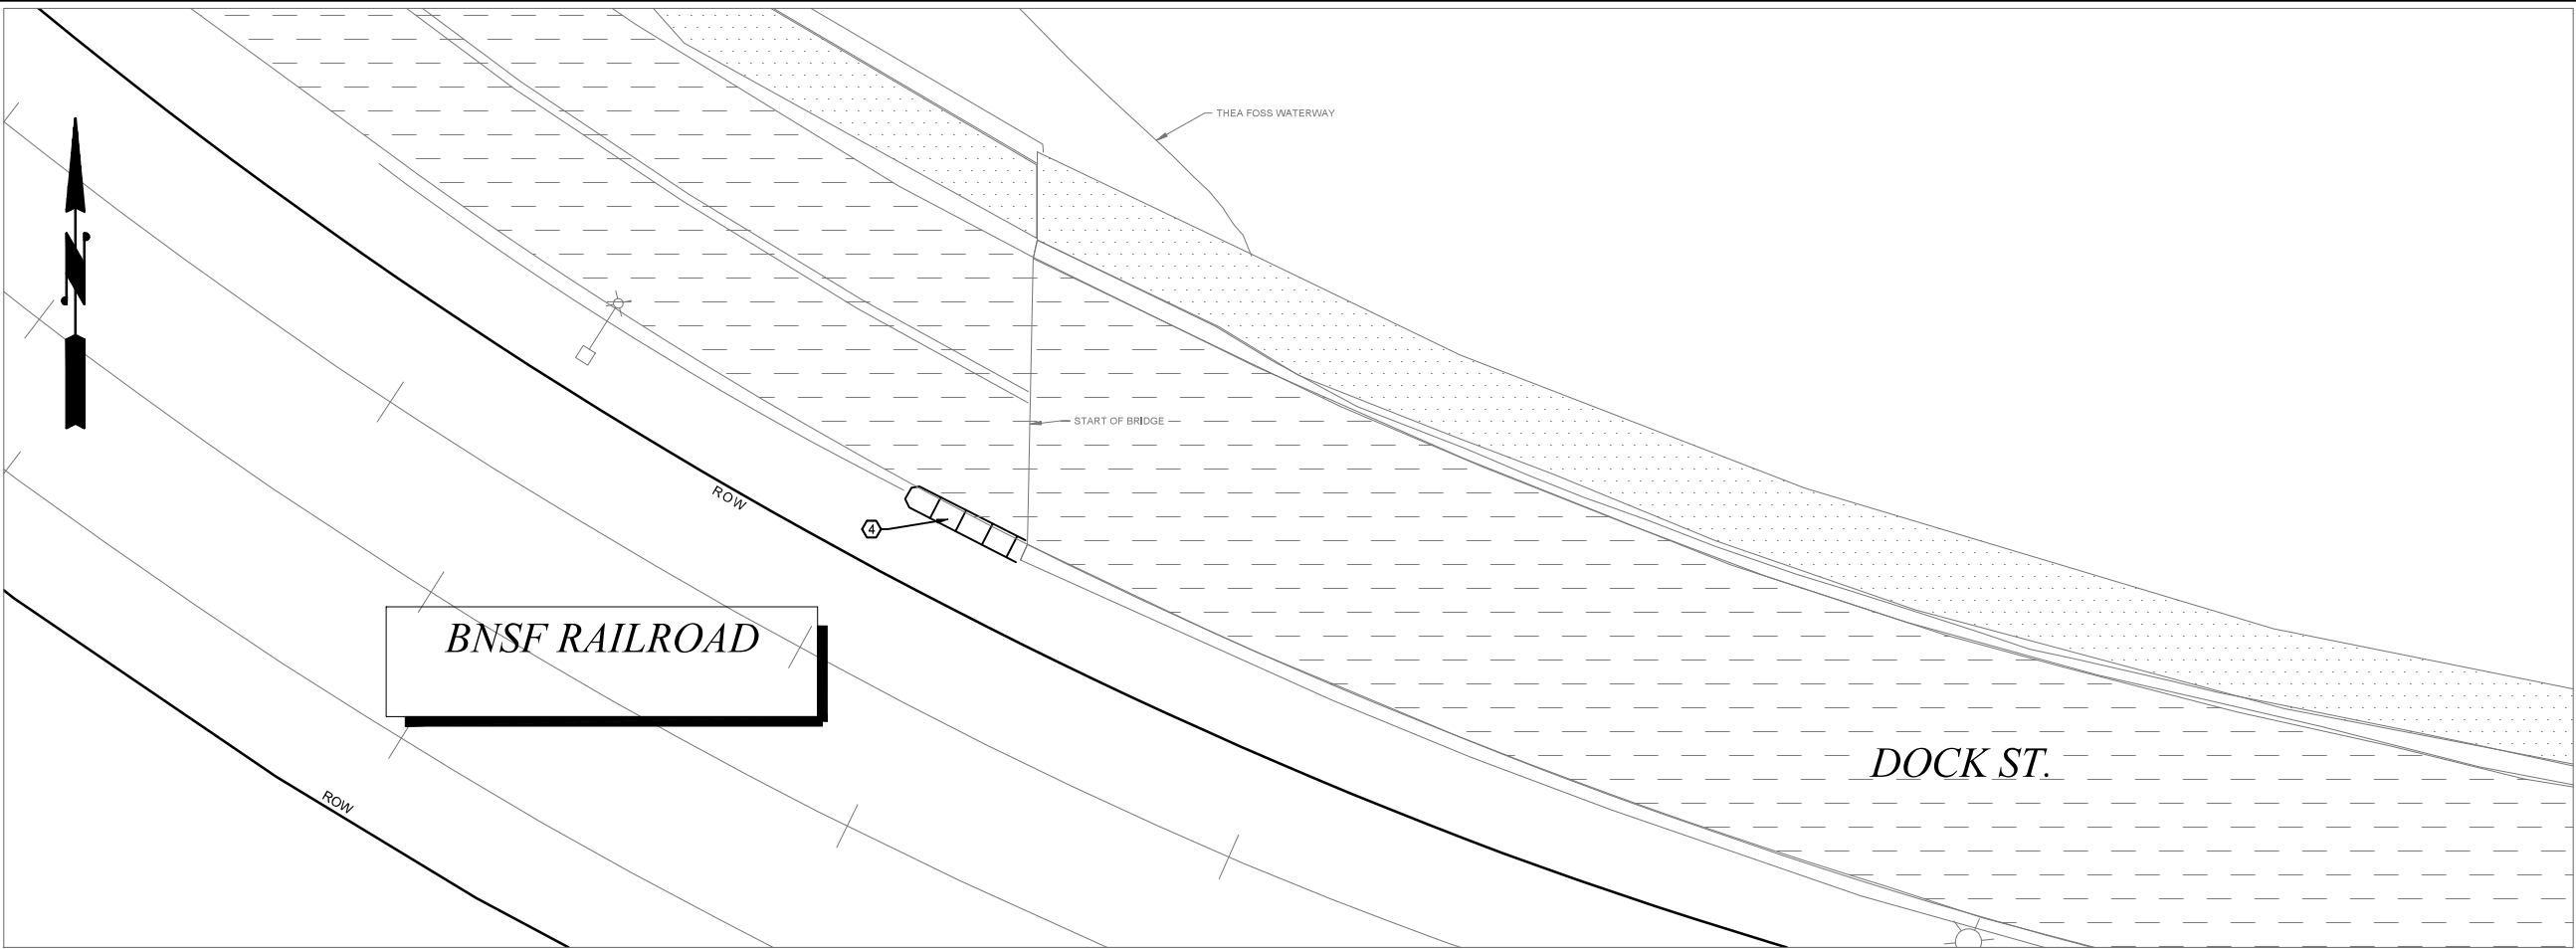 THEA FOSS WATERWAY
N
START OF BRIDGE
ROW
4
BNSF RAILROAD
DOCK ST.
ROW